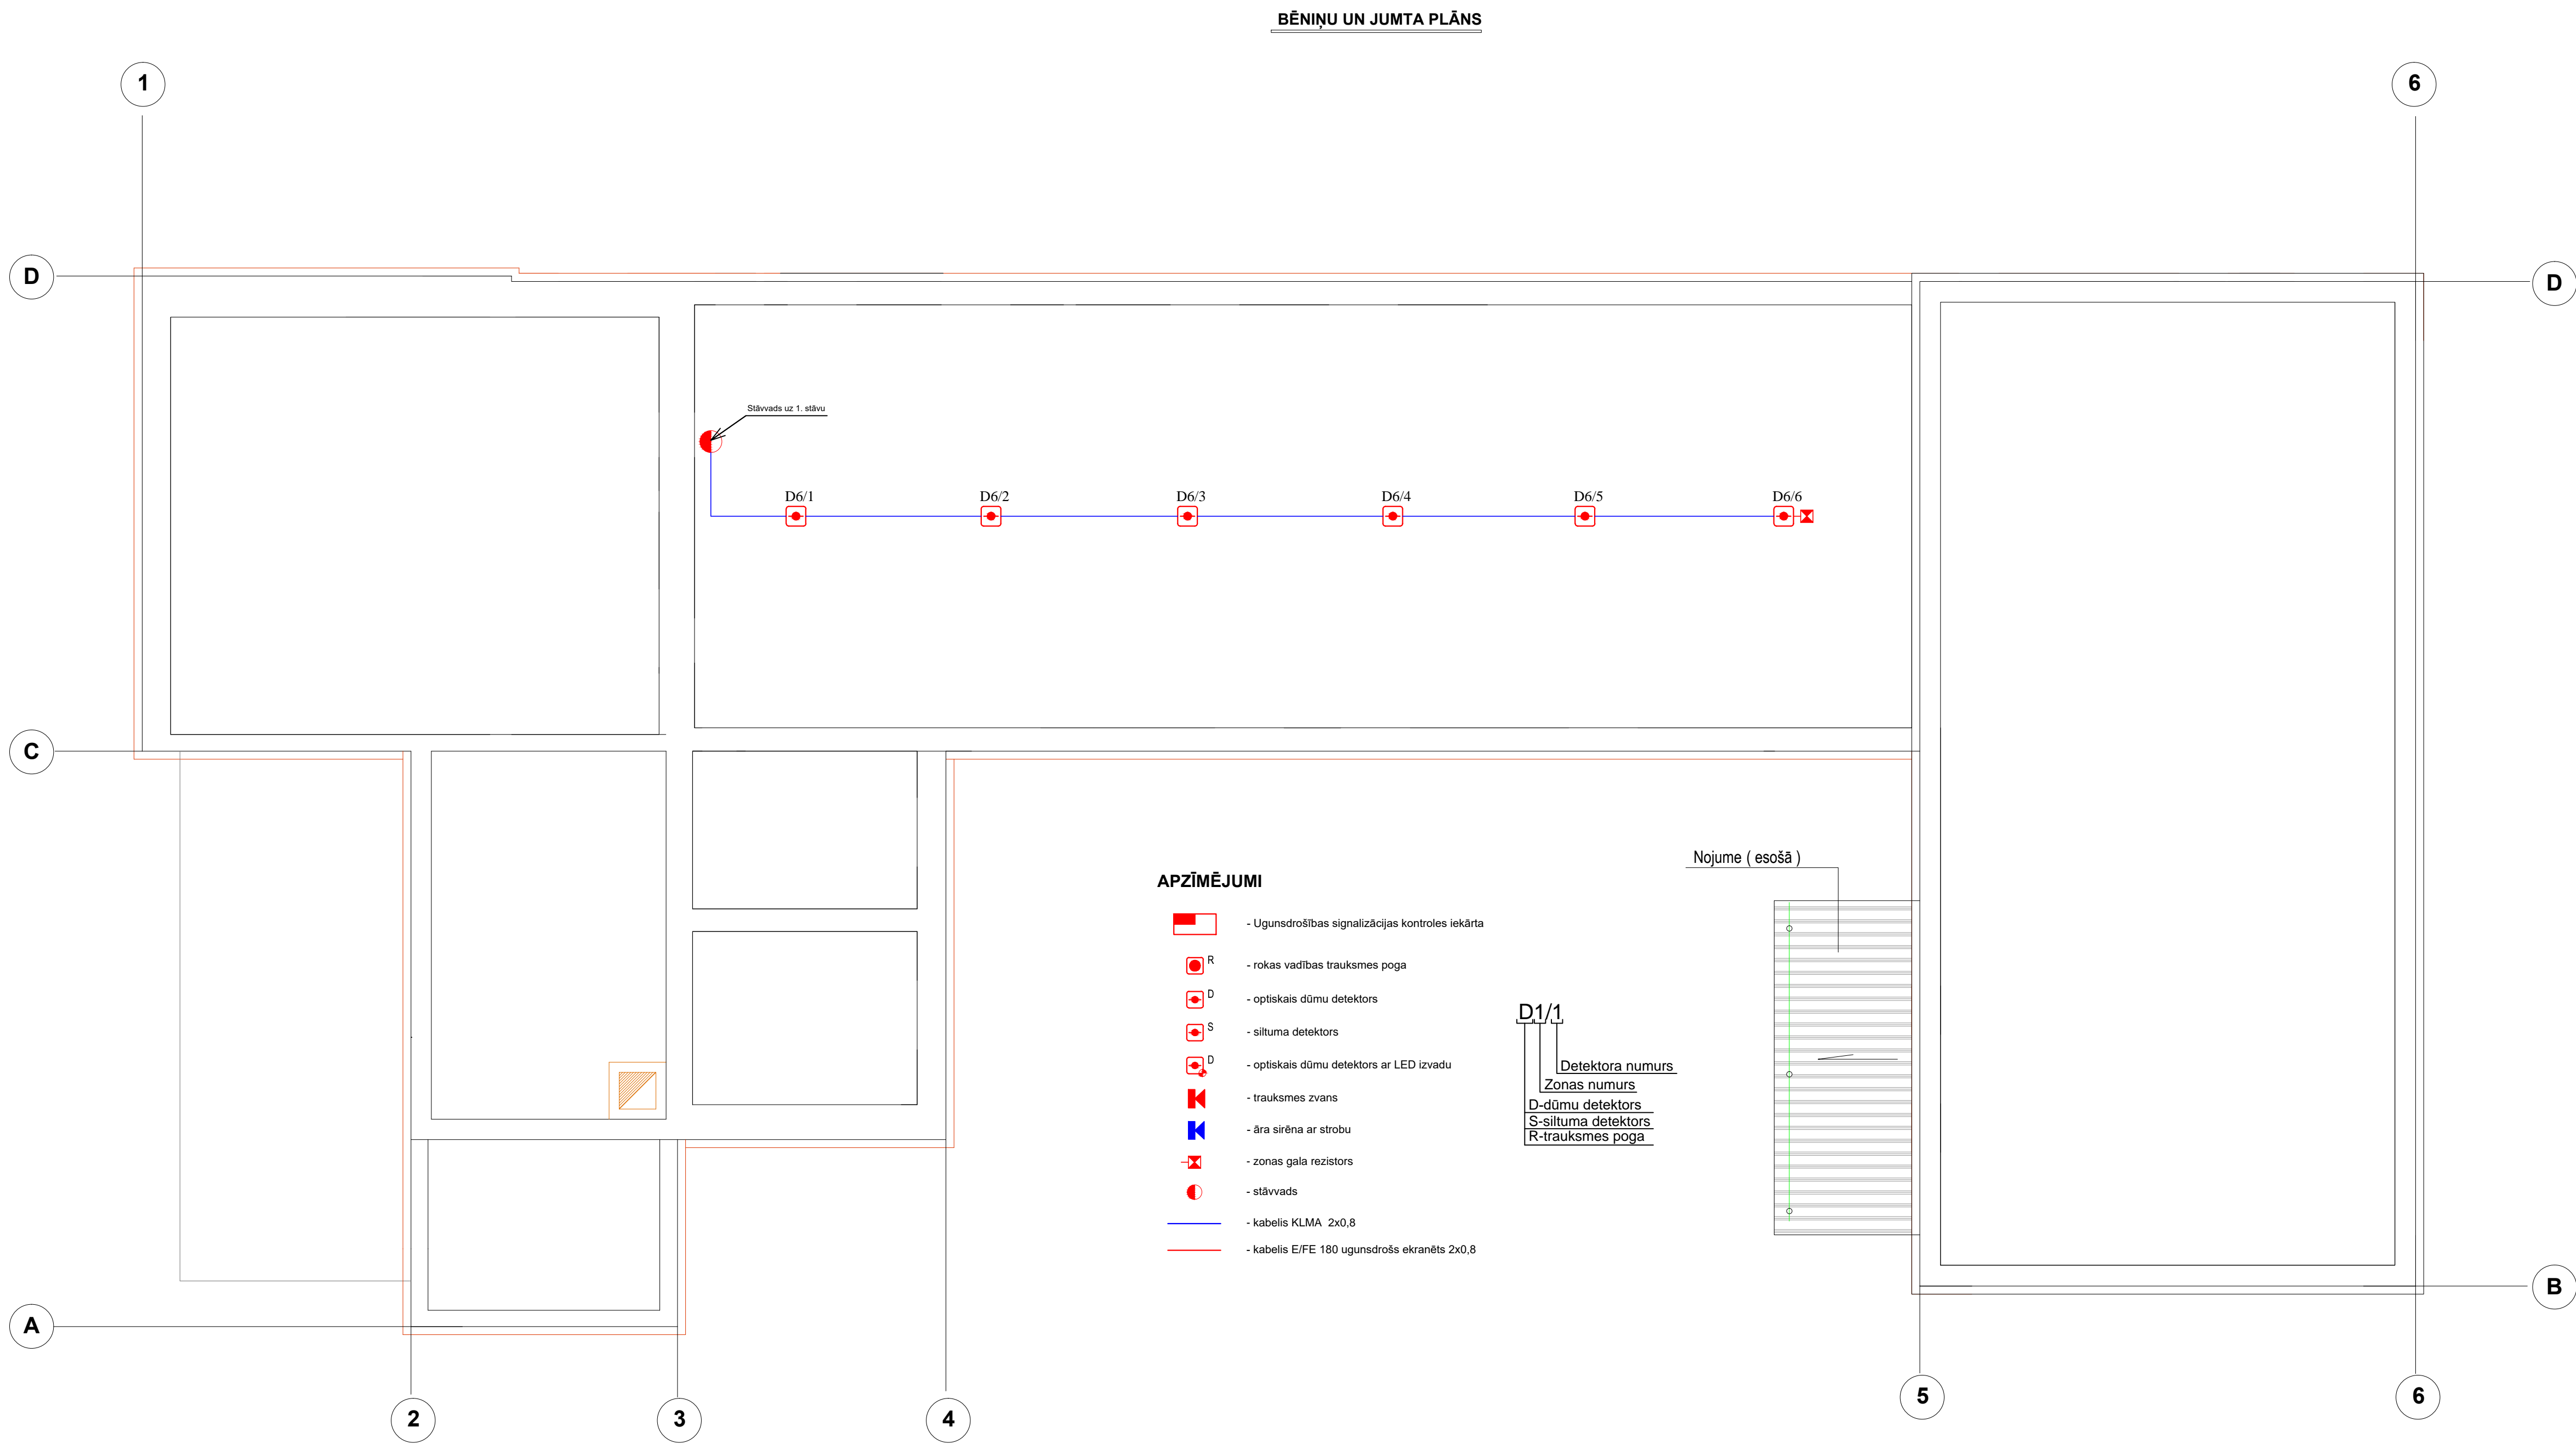 BĒNIŅU UN JUMTA PLĀNS
1
6
D
D
Stāvvads uz 1. stāvu
D6/1
D6/2
D6/3
D6/4
D6/5
D6/6
C
Nojume ( esošā )
APZĪMĒJUMI
- Ugunsdrošības signalizācijas kontroles iekārta
R
- rokas vadības trauksmes poga
D
- optiskais dūmu detektors
S
- siltuma detektors
D
- optiskais dūmu detektors ar LED izvadu
- trauksmes zvans
- āra sirēna ar strobu
- zonas gala rezistors
- stāvvads
- kabelis KLMA 2x0,8
- kabelis E/FE 180 ugunsdrošs ekranēts 2x0,8
D1/1
Detektora numurs
Zonas numurs
D-dūmu detektors
S-siltuma detektors
R-trauksmes poga
B
A
2
3
4
5
6